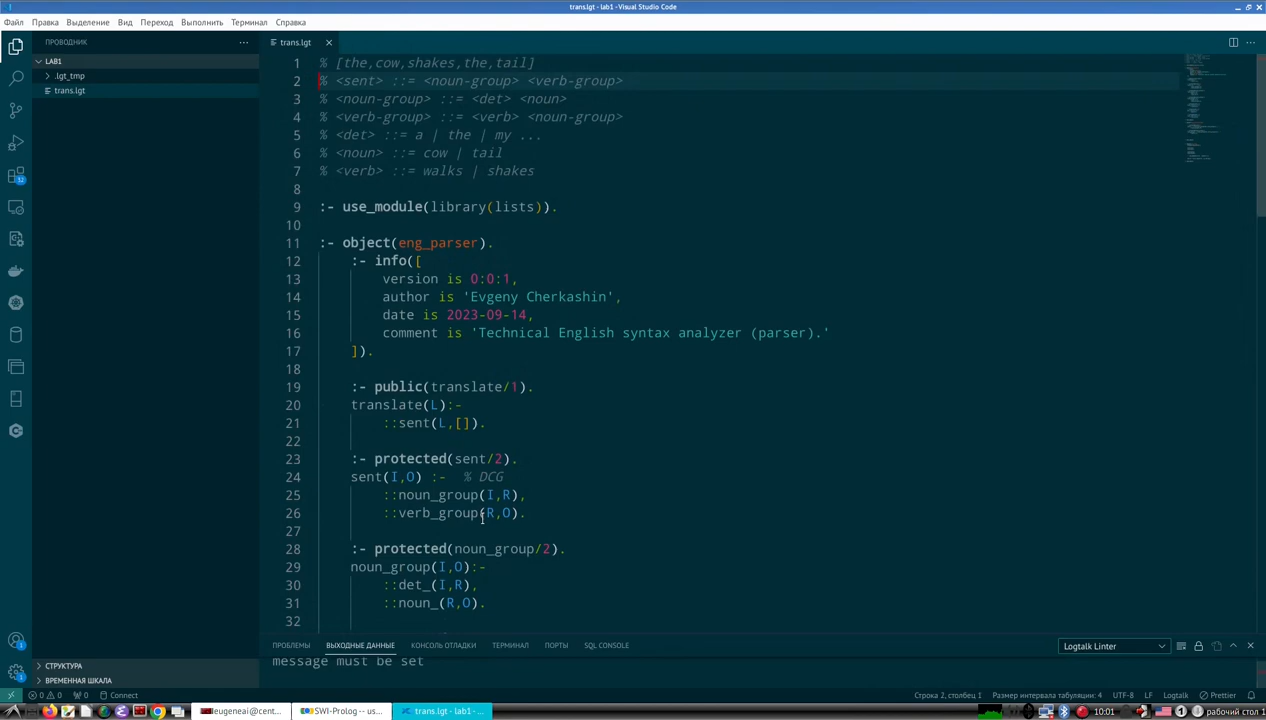 trans.lgt - lab1 - Visual Studio Code
Файл Правка Выделение Вид Переход Выполнить Терминал Справка
ПРОВОДНИК
LAB1
.lgt_tmp
trans.lgt
trans.lgt
1 % [the,cow,shakes,the,tail]
2 % <sent> ::= <noun-group> <verb-group>
3 % <noun-group> ::= <det> <noun>
4 % <verb-group> ::= <verb> <noun-group>
5 % <det> ::= a | the | my ...
6 % <noun> ::= cow | tail
7 % <verb> ::= walks | shakes
8
9 :- use_module(library(lists)).
10
11 :- object(eng_parser).
12 :- info([
13 version is 0:0:1,
14 author is 'Evgeny Cherkashin',
15 date is 2023-09-14,
16 comment is 'Technical English syntax analyzer (parser).'
17 ]).
18
19 :- public(translate/1).
20 translate(L):-
21 ::sent(L,[]).
22
23 :- protected(sent/2).
24 sent(I,O) :- % DCG
25 ::noun_group(I,R),
26 ::verb_group(R,O).
27
28 :- protected(noun_group/2).
29 noun_group(I,O):-
30 ::det_(I,R),
31 ::noun_(R,O).
32
ПРОБЛЕМЫ ВЫХОДНЫЕ ДАННЫЕ КОНСОЛЬ ОТЛАДКИ ТЕРМИНАЛ ПОРТЫ SQL CONSOLE
Logtalk Linter
message must be set
СТРУКТУРА
ВРЕМЕННАЯ ШКАЛА
0 0 0 Connect
Строка 2, столбец 1 Размер интервала табуляции: 4 UTF-8 LF Logtalk Prettier
eugeneai@cent... SWI-Prolog -- us... trans.lgt - lab1 - ... 10:01 рабочий стол 1